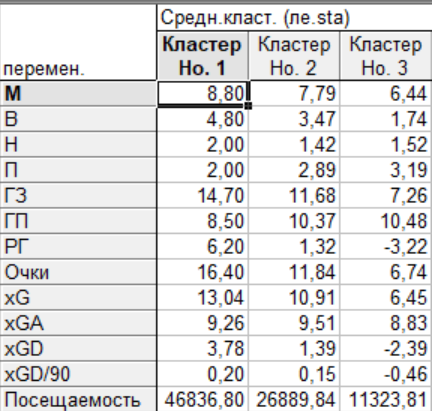 Средн.класт. (ле.sta)
перемен. Кластер Но. 1 Кластер Но. 2 Кластер Но. 3
М 8,80 7,79 6,44
В 4,80 3,47 1,74
Н 2,00 1,42 1,52
П 2,00 2,89 3,19
ГЗ 14,70 11,68 7,26
ГП 8,50 10,37 10,48
РГ 6,20 1,32 -3,22
Очки 16,40 11,84 6,74
xG 13,04 10,91 6,45
xGA 9,26 9,51 8,83
xGD 3,78 1,39 -2,39
xGD/90 0,20 0,15 -0,46
Посещаемость 46836,80 26889,84 11323,81